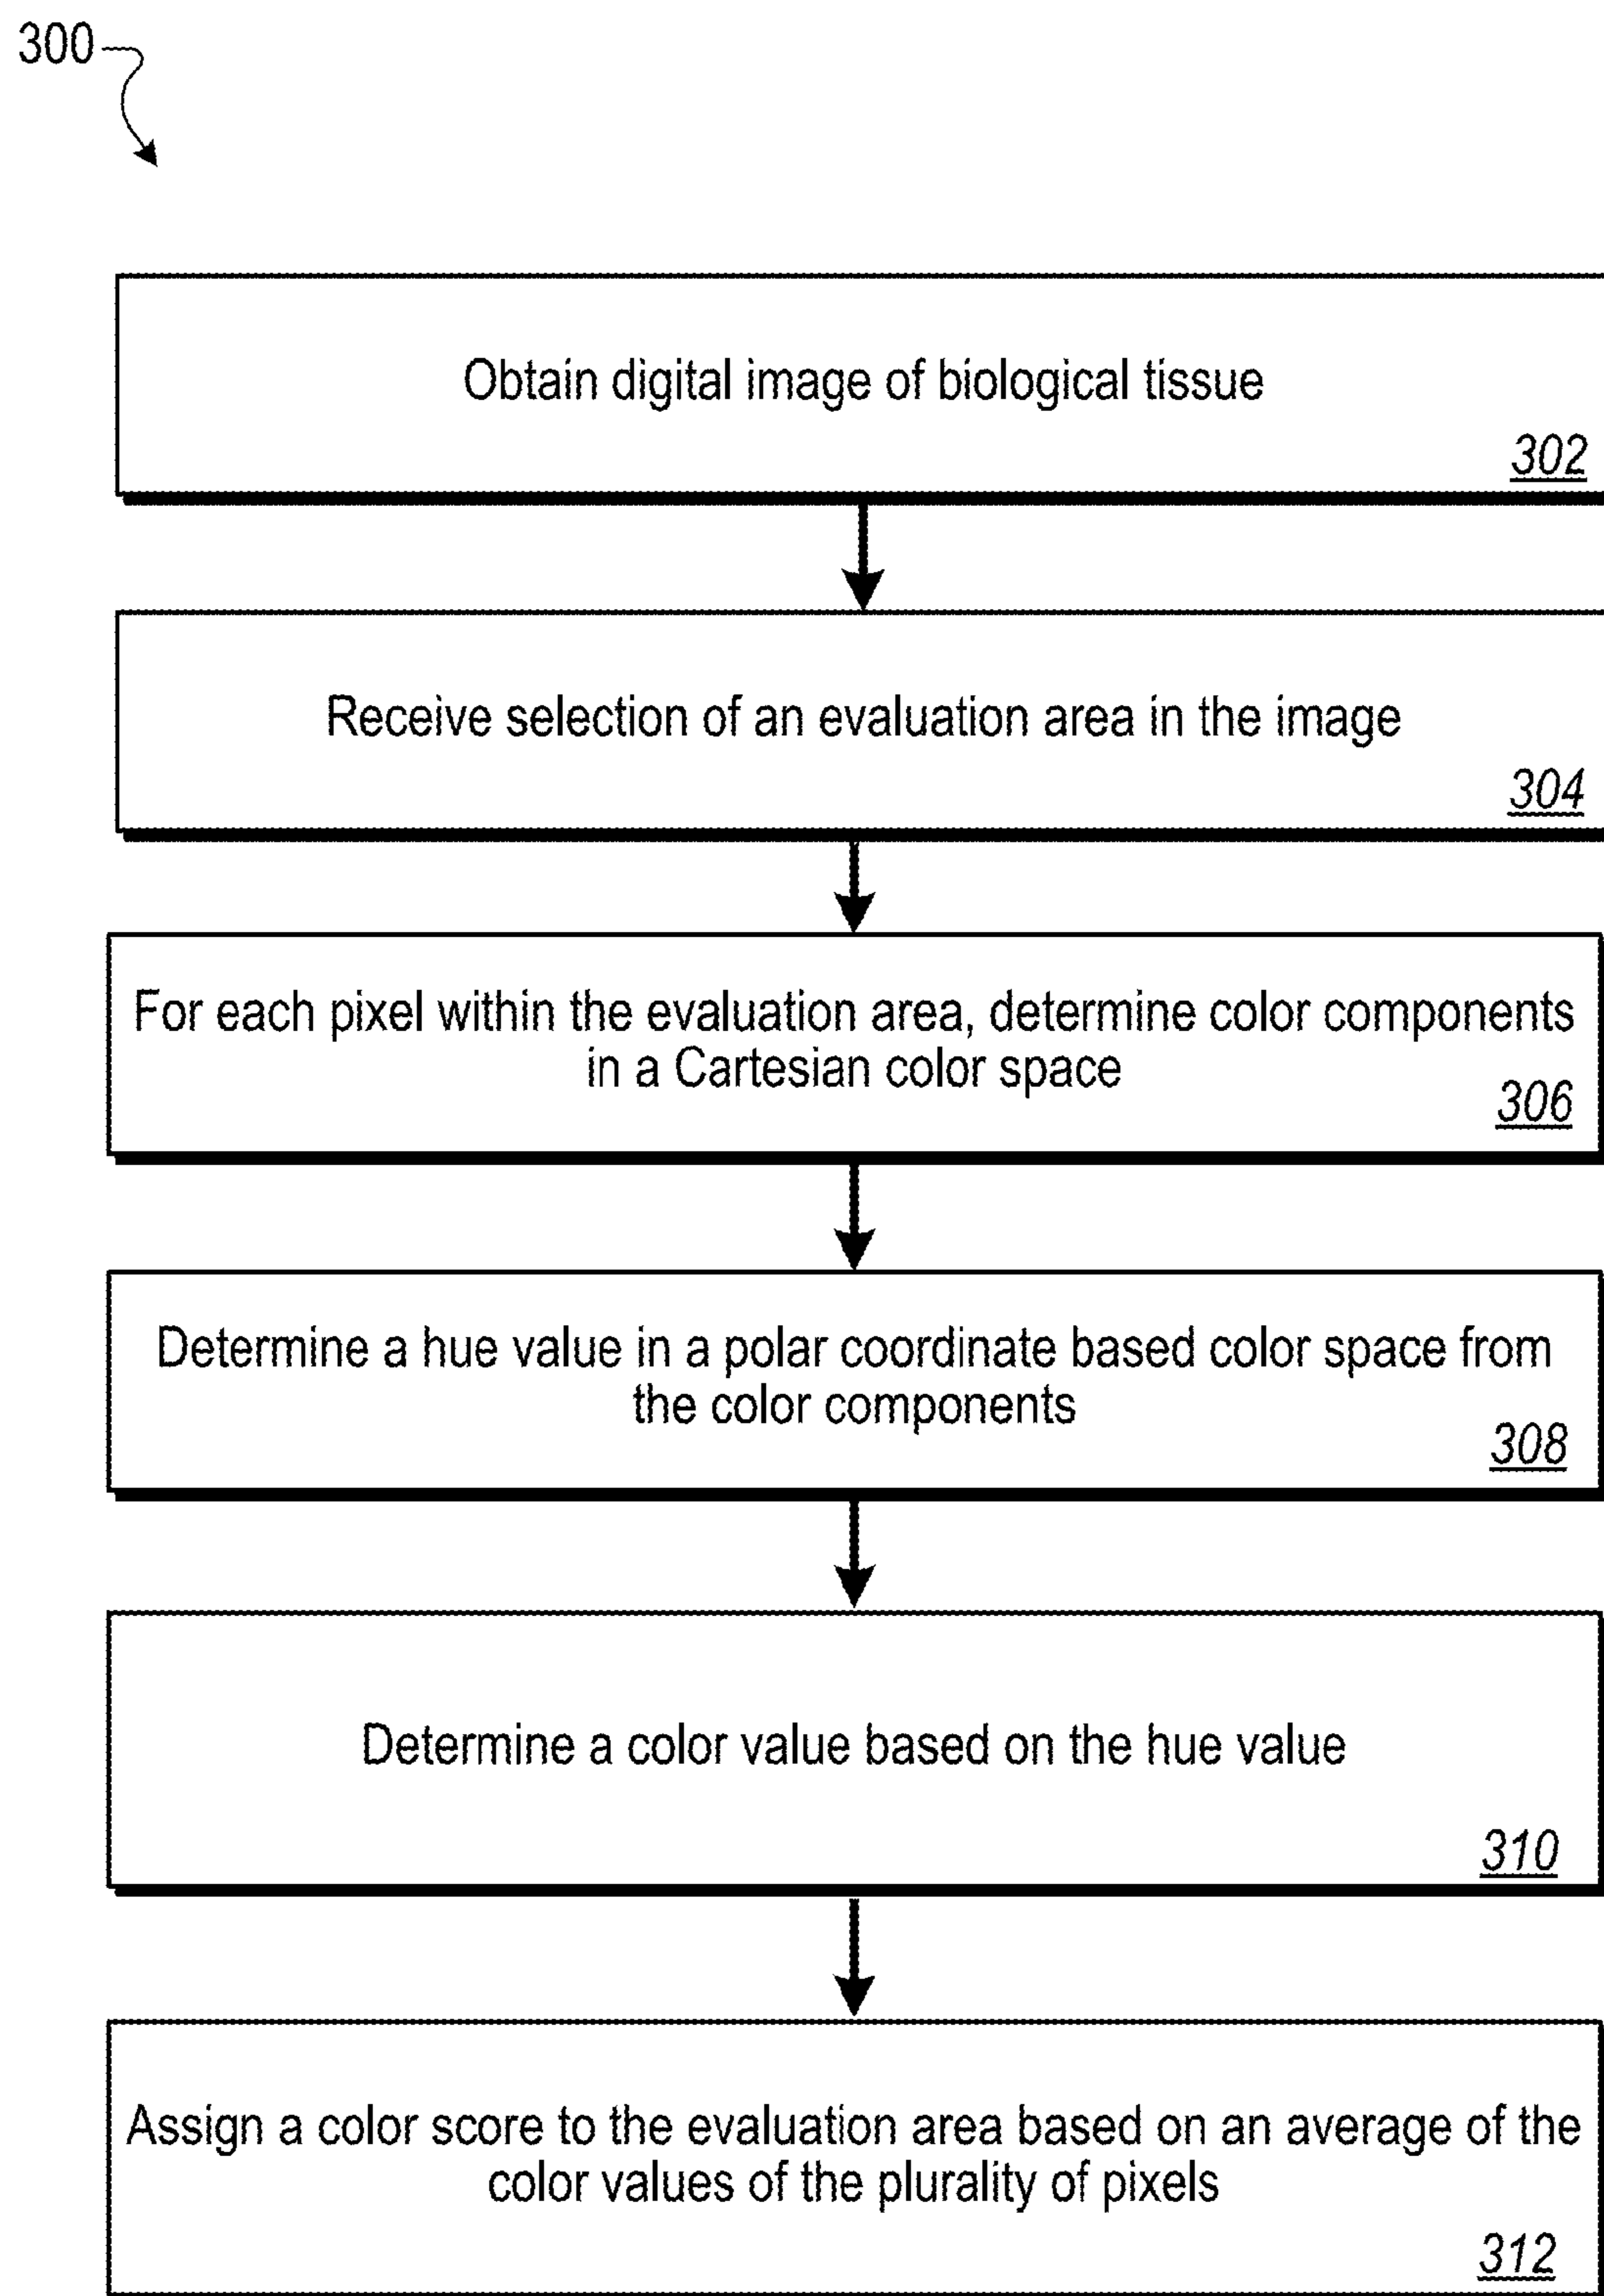 300
Obtain digital image of biological tissue
302
Receive selection of an evaluation area in the image
304
For each pixel within the evaluation area, determine color components
in a Cartesian color space
306
Determine a hue value in a polar coordinate based color space from
the color components
308
Determine a color value based on the hue value
310
Assign a color score to the evaluation area based on an average of the
color values of the plurality of pixels
312